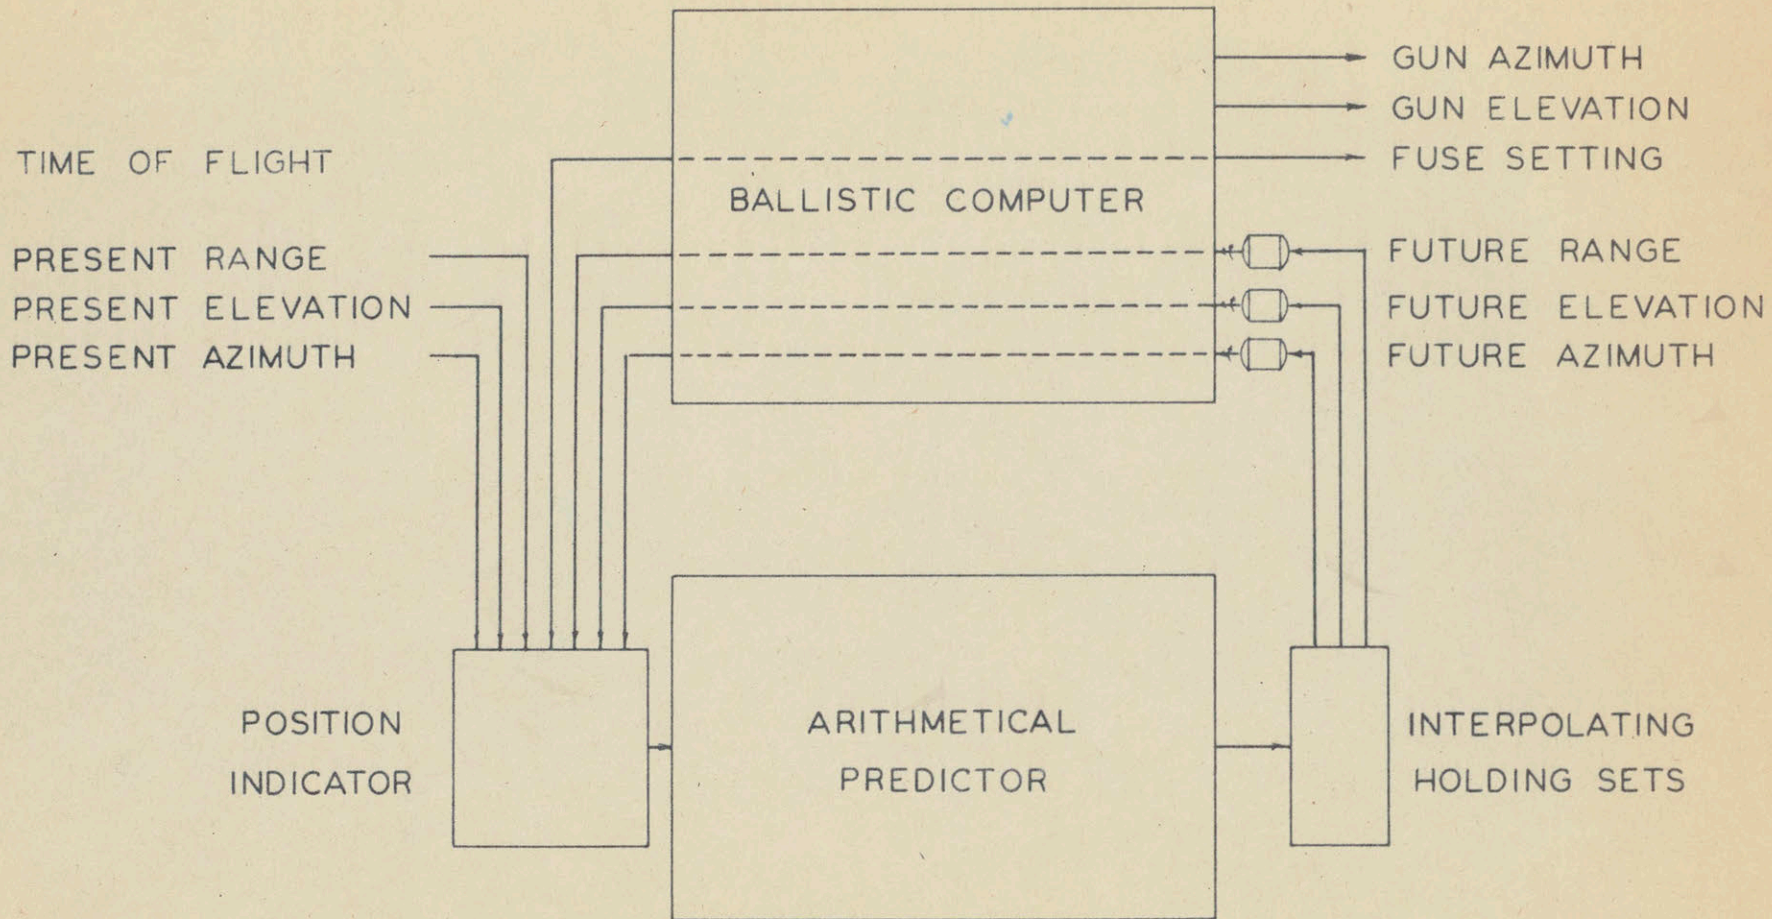 GUN AZIMUTH
GUN ELEVATION
TIME OF FLIGHT
FUSE SETTING
BALLISTIC COMPUTER
PRESENT RANGE
FUTURE RANGE
PRESENT ELEVATION
FUTURE ELEVATION
PRESENT AZIMUTH
FUTURE AZIMUTH
POSITION
INDICATOR
ARITHMETICAL
PREDICTOR
INTERPOLATING
HOLDING SETS